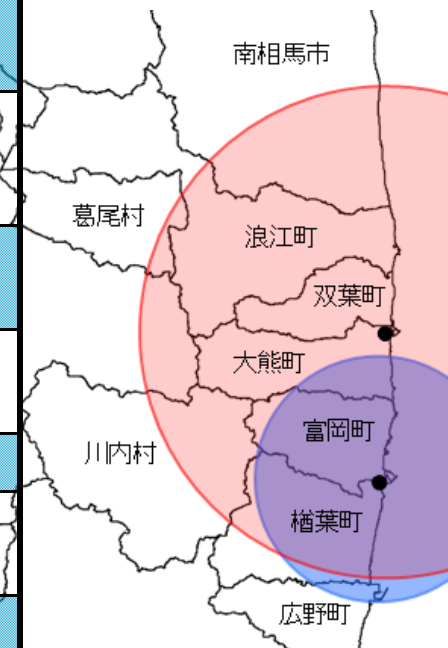 南相馬市
葛尾村
浪江町
双葉町
大熊町
富岡町
川内村
楢葉町
広野町